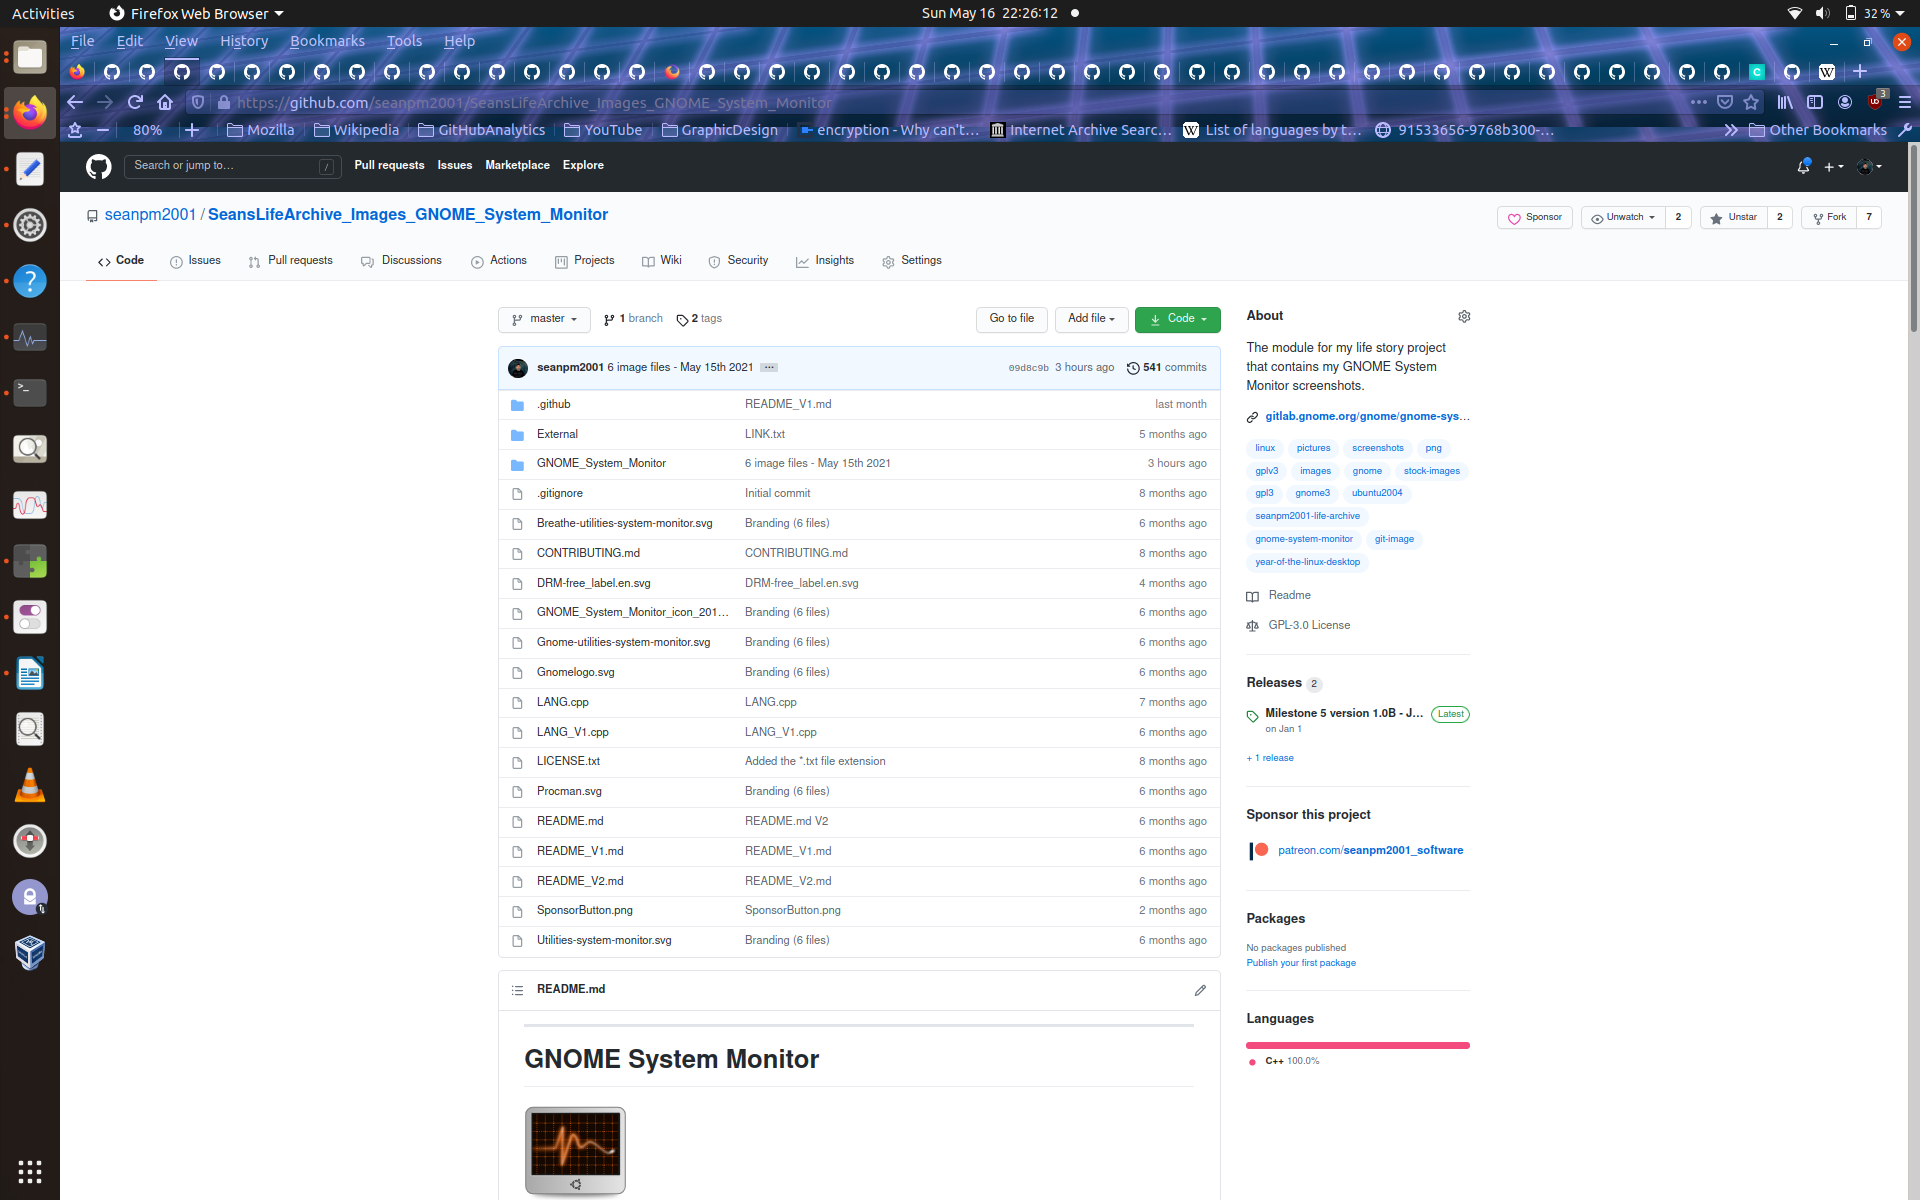 Activities Firefox Web Browser Sun May 16 22:26:12 32 %
File Edit View History Bookmarks Tools Help
https://github.com/seanpm2001/SeansLifeArchive_Images_GNOME_System_Monitor 3
80% Mozilla Wikipedia GitHubAnalytics YouTube GraphicDesign encryption - Why can't… Internet Archive Searc… List of languages by t… 91533656-9768b300-… Other Bookmarks
Search or jump to… / Pull requests Issues Marketplace Explore
seanpm2001 / SeansLifeArchive_Images_GNOME_System_Monitor Sponsor Unwatch 2 Unstar 2 Fork 7
Code Issues Pull requests Discussions Actions Projects Wiki Security Insights Settings
master 1 branch 2 tags Go to file Add file Code
seanpm2001 6 image files - May 15th 2021 09d8c9b 3 hours ago 541 commits
.github README_V1.md last month
External LINK.txt 5 months ago
GNOME_System_Monitor 6 image files - May 15th 2021 3 hours ago
.gitignore Initial commit 8 months ago
Breathe-utilities-system-monitor.svg Branding (6 files) 6 months ago
CONTRIBUTING.md CONTRIBUTING.md 8 months ago
DRM-free_label.en.svg DRM-free_label.en.svg 4 months ago
GNOME_System_Monitor_icon_201… Branding (6 files) 6 months ago
Gnome-utilities-system-monitor.svg Branding (6 files) 6 months ago
Gnomelogo.svg Branding (6 files) 6 months ago
LANG.cpp LANG.cpp 7 months ago
LANG_V1.cpp LANG_V1.cpp 6 months ago
LICENSE.txt Added the *.txt file extension 8 months ago
Procman.svg Branding (6 files) 6 months ago
README.md README.md V2 6 months ago
README_V1.md README_V1.md 6 months ago
README_V2.md README_V2.md 6 months ago
SponsorButton.png SponsorButton.png 2 months ago
Utilities-system-monitor.svg Branding (6 files) 6 months ago
README.md
GNOME System Monitor
About
The module for my life story project
that contains my GNOME System
Monitor screenshots.
gitlab.gnome.org/gnome/gnome-sys…
linux pictures screenshots png
gplv3 images gnome stock-images
gpl3 gnome3 ubuntu2004
seanpm2001-life-archive
gnome-system-monitor git-image
year-of-the-linux-desktop
Readme
GPL-3.0 License
Releases 2
Milestone 5 version 1.0B - J… Latest
on Jan 1
+ 1 release
Sponsor this project
patreon.com/seanpm2001_software
Packages
No packages published
Publish your first package
Languages
C++ 100.0%